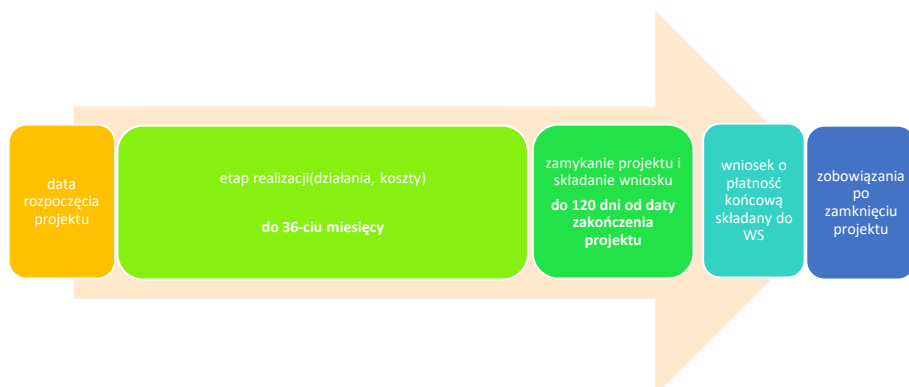 data
rozpoczęcia
projektu
etap realizacji(działania, koszty)
do 36-ciu miesięcy
zamykanie projektu i
składanie wniosku
do 120 dni od daty
zakończenia
projektu
wniosek o
płatność
końcową
składany do
WS
zobowiązania
po
zamknięciu
projektu